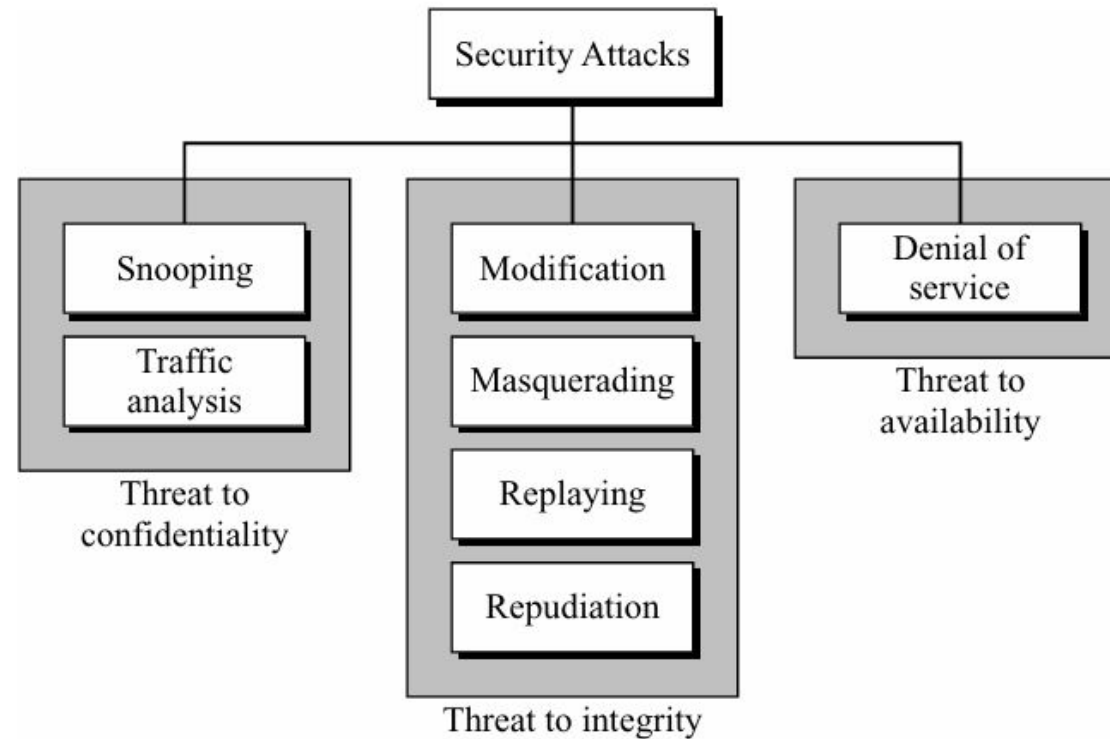 Security Attacks
Snooping
Traffic
analysis
Threat to
confidentiality
Modification
Masquerading
Replaying
Repudiation
Threat to integrity
Denial of
service
Threat to
availability